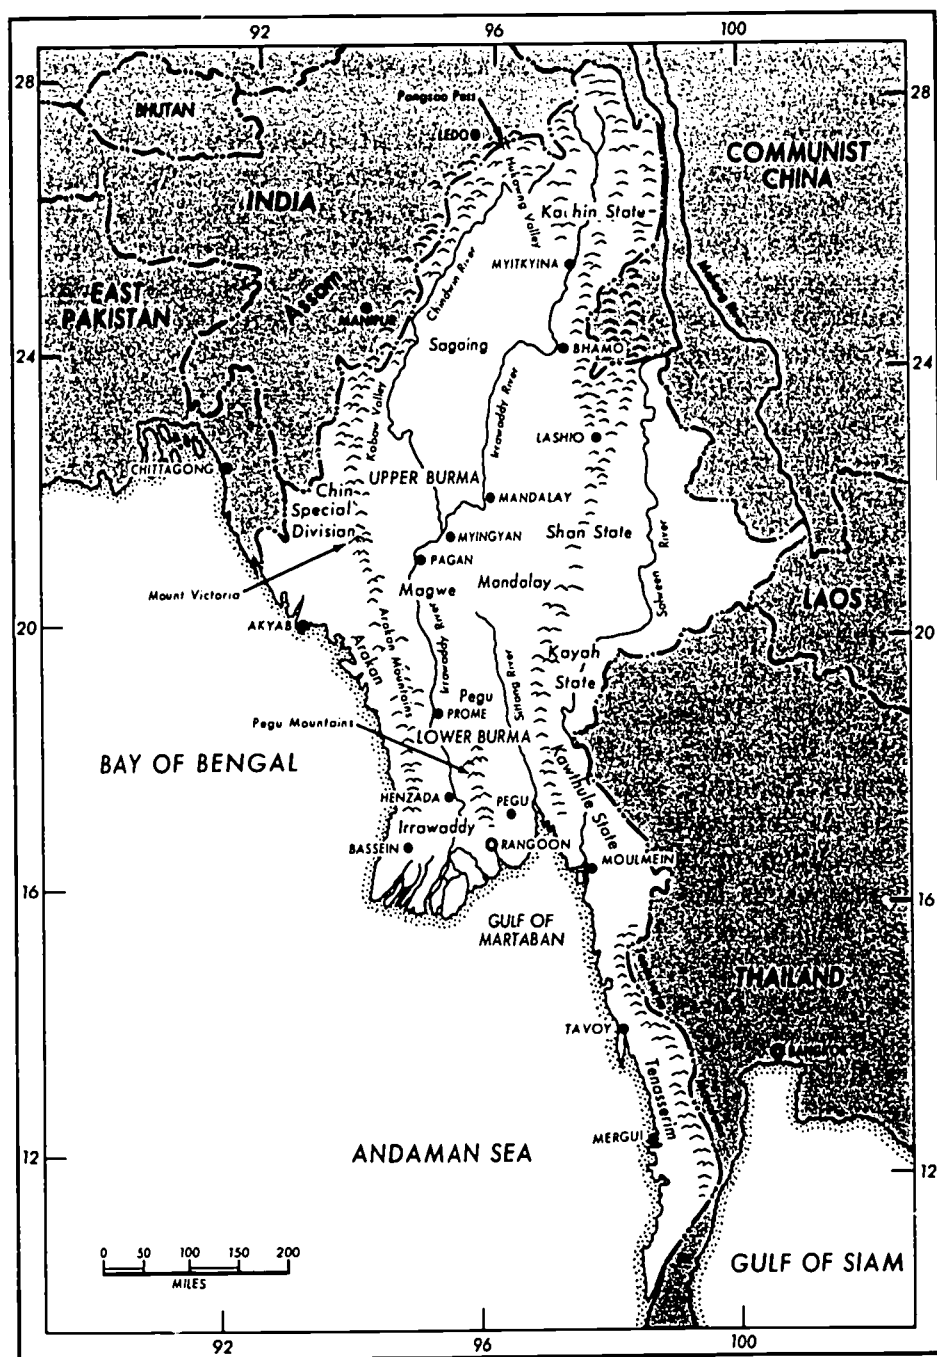 92
96
100
28
28
BHUTAN
Pangsao Pass
LEDO
COMMUNIST
CHINA
INDIA
Hukawng Valley
Kachin State
MYITKYINA
Mekong River
EAST
PAKISTAN
Assam
MANIPUR
Chindwin River
Sagaing
BHAMO
24
24
Kabaw Valley
Irrawaddy River
LASHIO
CHITTAGONG
UPPER BURMA
MANDALAY
Chin
Special
Division
MYINGYAN
Shan State
Salween
River
PAGAN
Mount Victoria
Magwe
Mandalay
LAOS
AKYAB
20
20
Arakan
Arakan Mountains
Irrawaddy River
Sittang River
Kayah
State
Pegu
PROME
Pegu Mountains
LOWER BURMA
BAY OF BENGAL
Kawthule State
HENZADA
PEGU
Irrawaddy
BASSEIN
RANGOON
MOULMEIN
16
16
GULF OF
MARTABAN
THAILAND
TAVOY
BANGKOK
Tenasserim
MERGUI
ANDAMAN SEA
12
12
0 50 100 150 200
MILES
GULF OF SIAM
92
96
100